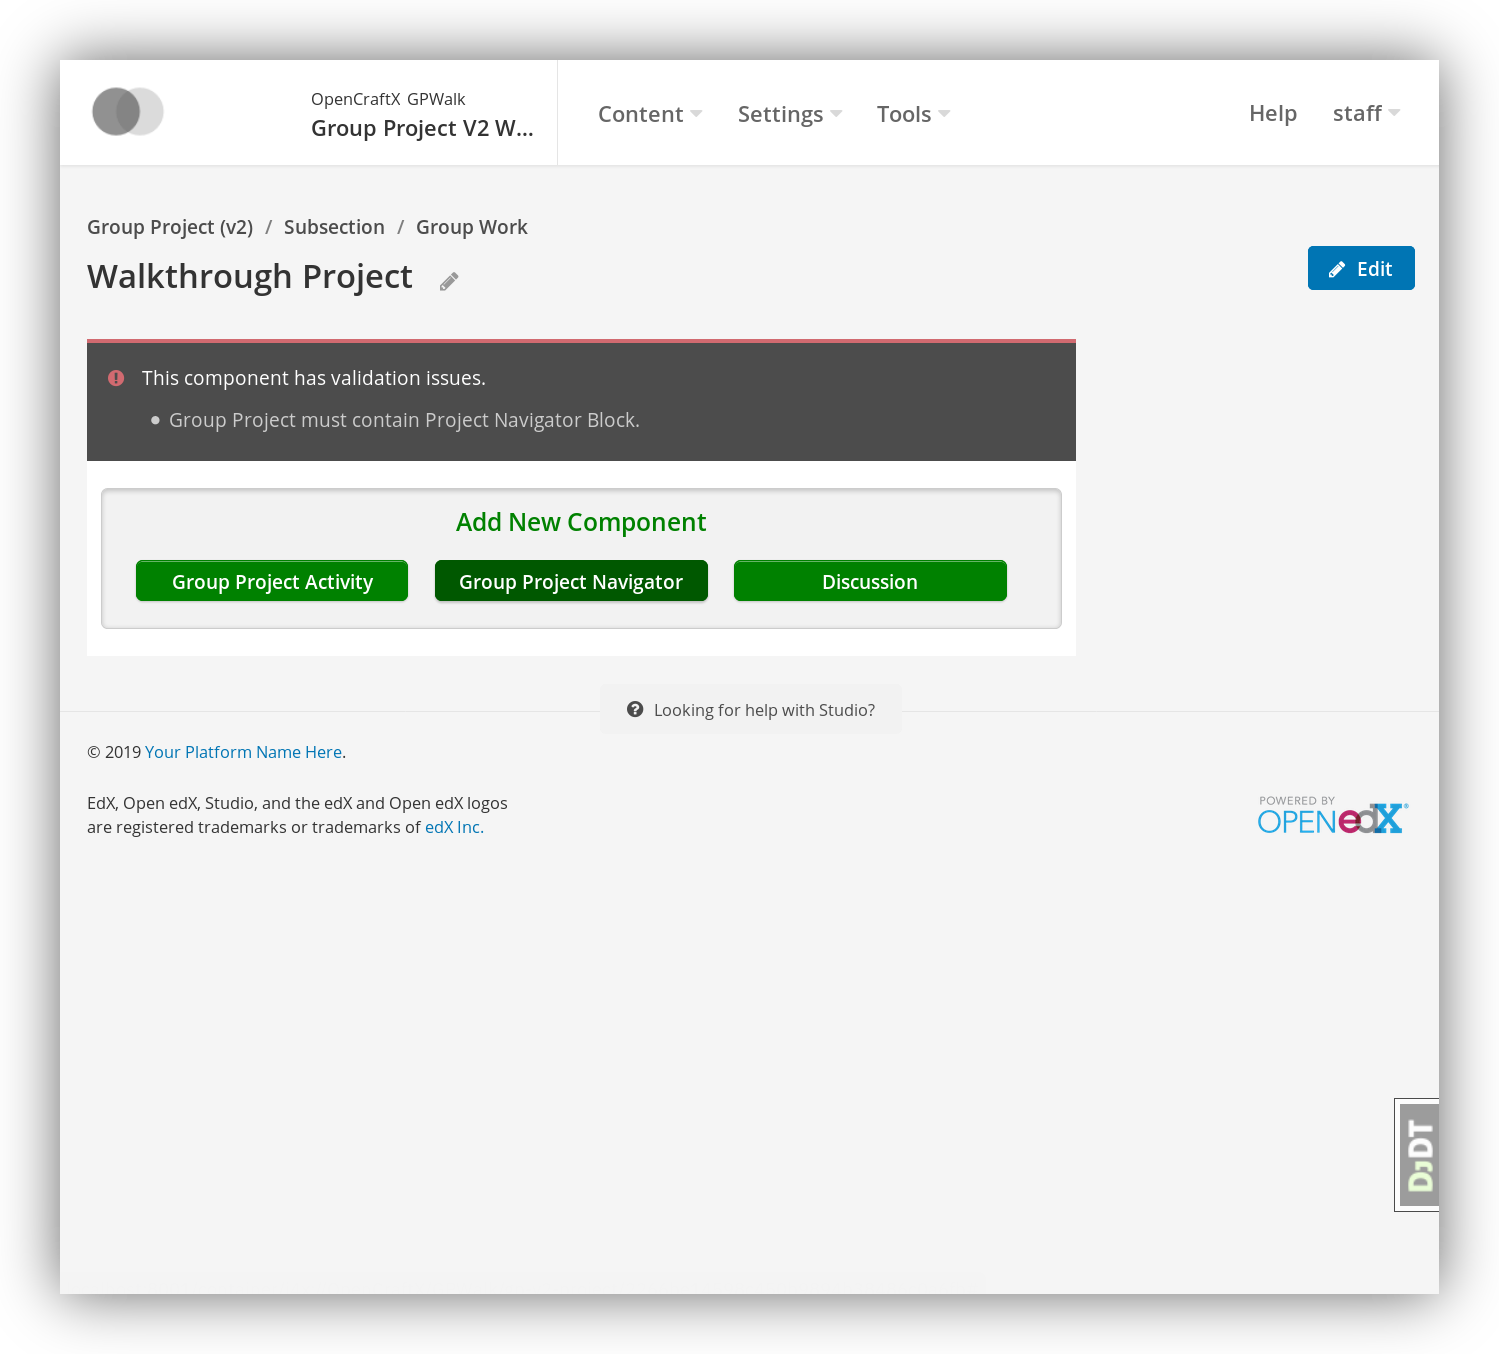 OpenCraftX GPWalk
Group Project V2 W...
Content
Settings
Tools
Help
staff
Group Project (v2) / Subsection / Group Work
Walkthrough Project
Edit
This component has validation issues.
Group Project must contain Project Navigator Block.
Add New Component
Group Project Activity
Group Project Navigator
Discussion
Looking for help with Studio?
© 2019 Your Platform Name Here.
EdX, Open edX, Studio, and the edX and Open edX logos
are registered trademarks or trademarks of edX Inc.
POWERED BY
OPEN edX®
DJDT